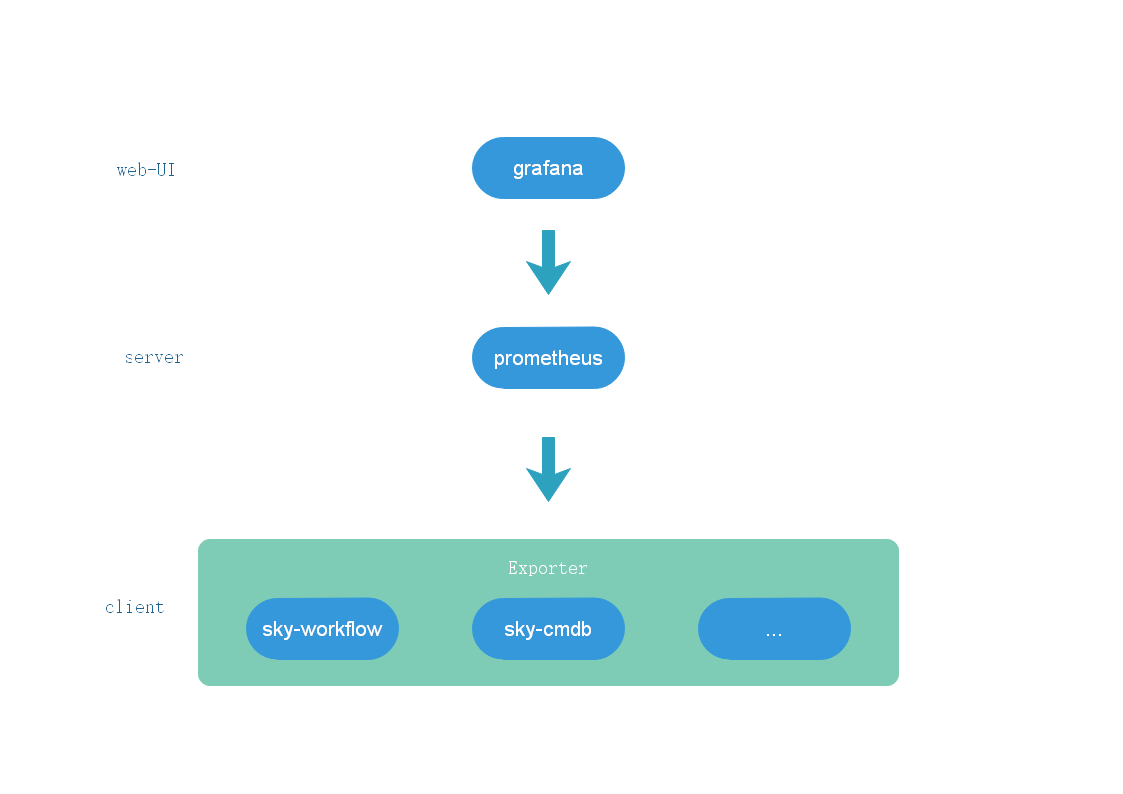 web-UI
grafana
server
prometheus
Exporter
client
sky-workflow
sky-cmdb
...